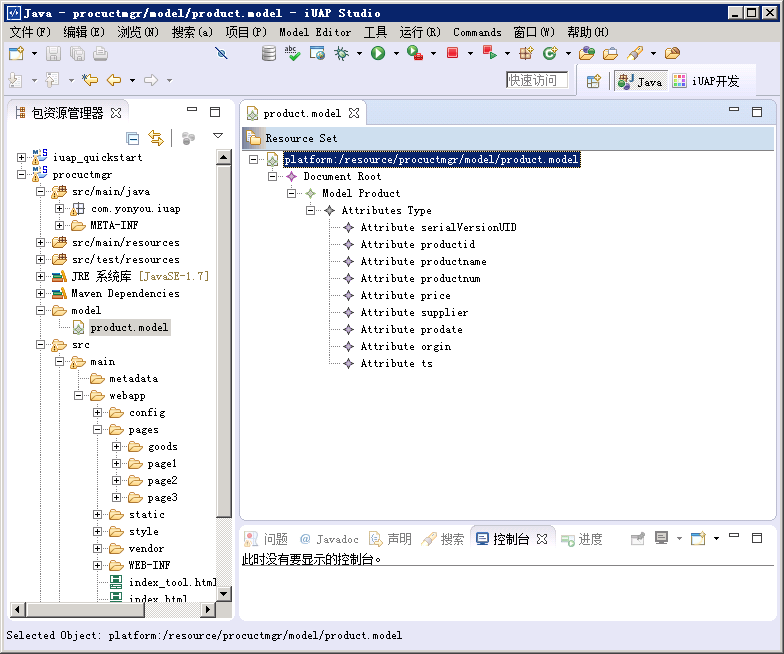 Java - procuctmgr/model/product.model - iUAP Studio
文件(F) 编辑(E) 浏览(N) 搜索(a) 项目(P) Model Editor 工具 运行(R) Commands 窗口(W) 帮助(H)
快速访问 Java iUAP开发
包资源管理器
iuap_quickstart
procuctmgr
src/main/java
com.yonyou.iuap
META-INF
src/main/resources
src/test/resources
JRE 系统库 [JavaSE-1.7]
Maven Dependencies
model
product.model
src
main
metadata
webapp
config
pages
goods
page1
page2
page3
static
style
vendor
WEB-INF
index_tool.html
index.html
product.model
Resource Set
platform:/resource/procuctmgr/model/product.model
Document Root
Model Product
Attributes Type
Attribute serialVersionUID
Attribute productid
Attribute productname
Attribute productnum
Attribute price
Attribute supplier
Attribute prodate
Attribute orgin
Attribute ts
问题 @ Javadoc 声明 搜索 控制台 进度
此时没有要显示的控制台。
Selected Object: platform:/resource/procuctmgr/model/product.model